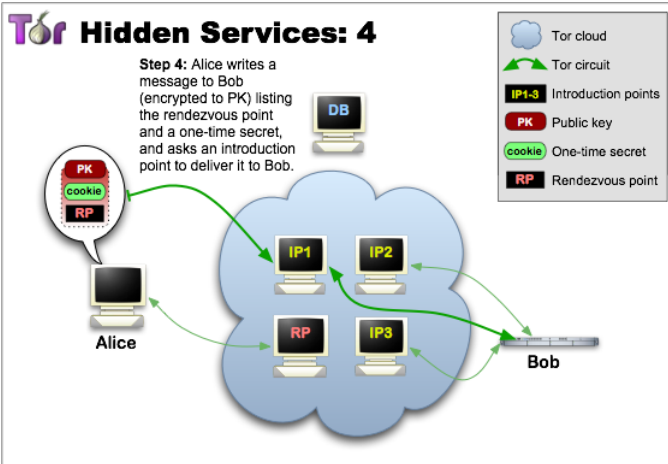 Tor Hidden Services: 4
Step 4: Alice writes a
message to Bob
(encrypted to PK) listing
the rendezvous point
and a one-time secret,
and asks an introduction
point to deliver it to Bob.
DB
Tor cloud
Tor circuit
IP1-3 Introduction points
PK Public key
cookie One-time secret
RP Rendezvous point
PK
cookie
RP
IP1
IP2
RP
IP3
Alice
Bob